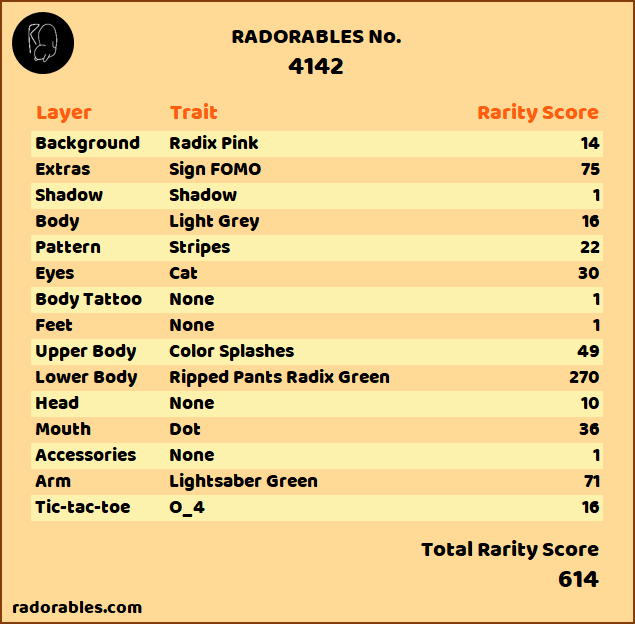 RADORABLES No.
4142
Layer Trait Rarity Score
Background Radix Pink 14
Extras Sign FOMO 75
Shadow Shadow 1
Body Light Grey 16
Pattern Stripes 22
Eyes Cat 30
Body Tattoo None 1
Feet None 1
Upper Body Color Splashes 49
Lower Body Ripped Pants Radix Green 270
Head None 10
Mouth Dot 36
Accessories None 1
Arm Lightsaber Green 71
Tic-tac-toe O_4 16
Total Rarity Score
614
radorables.com